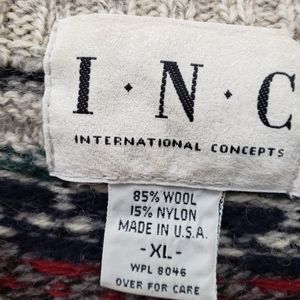 I·N·C
INTERNATIONAL CONCEPTS
85% WOOL
15% NYLON
MADE IN U.S.A.
- XL -
WPL 8046
OVER FOR CARE